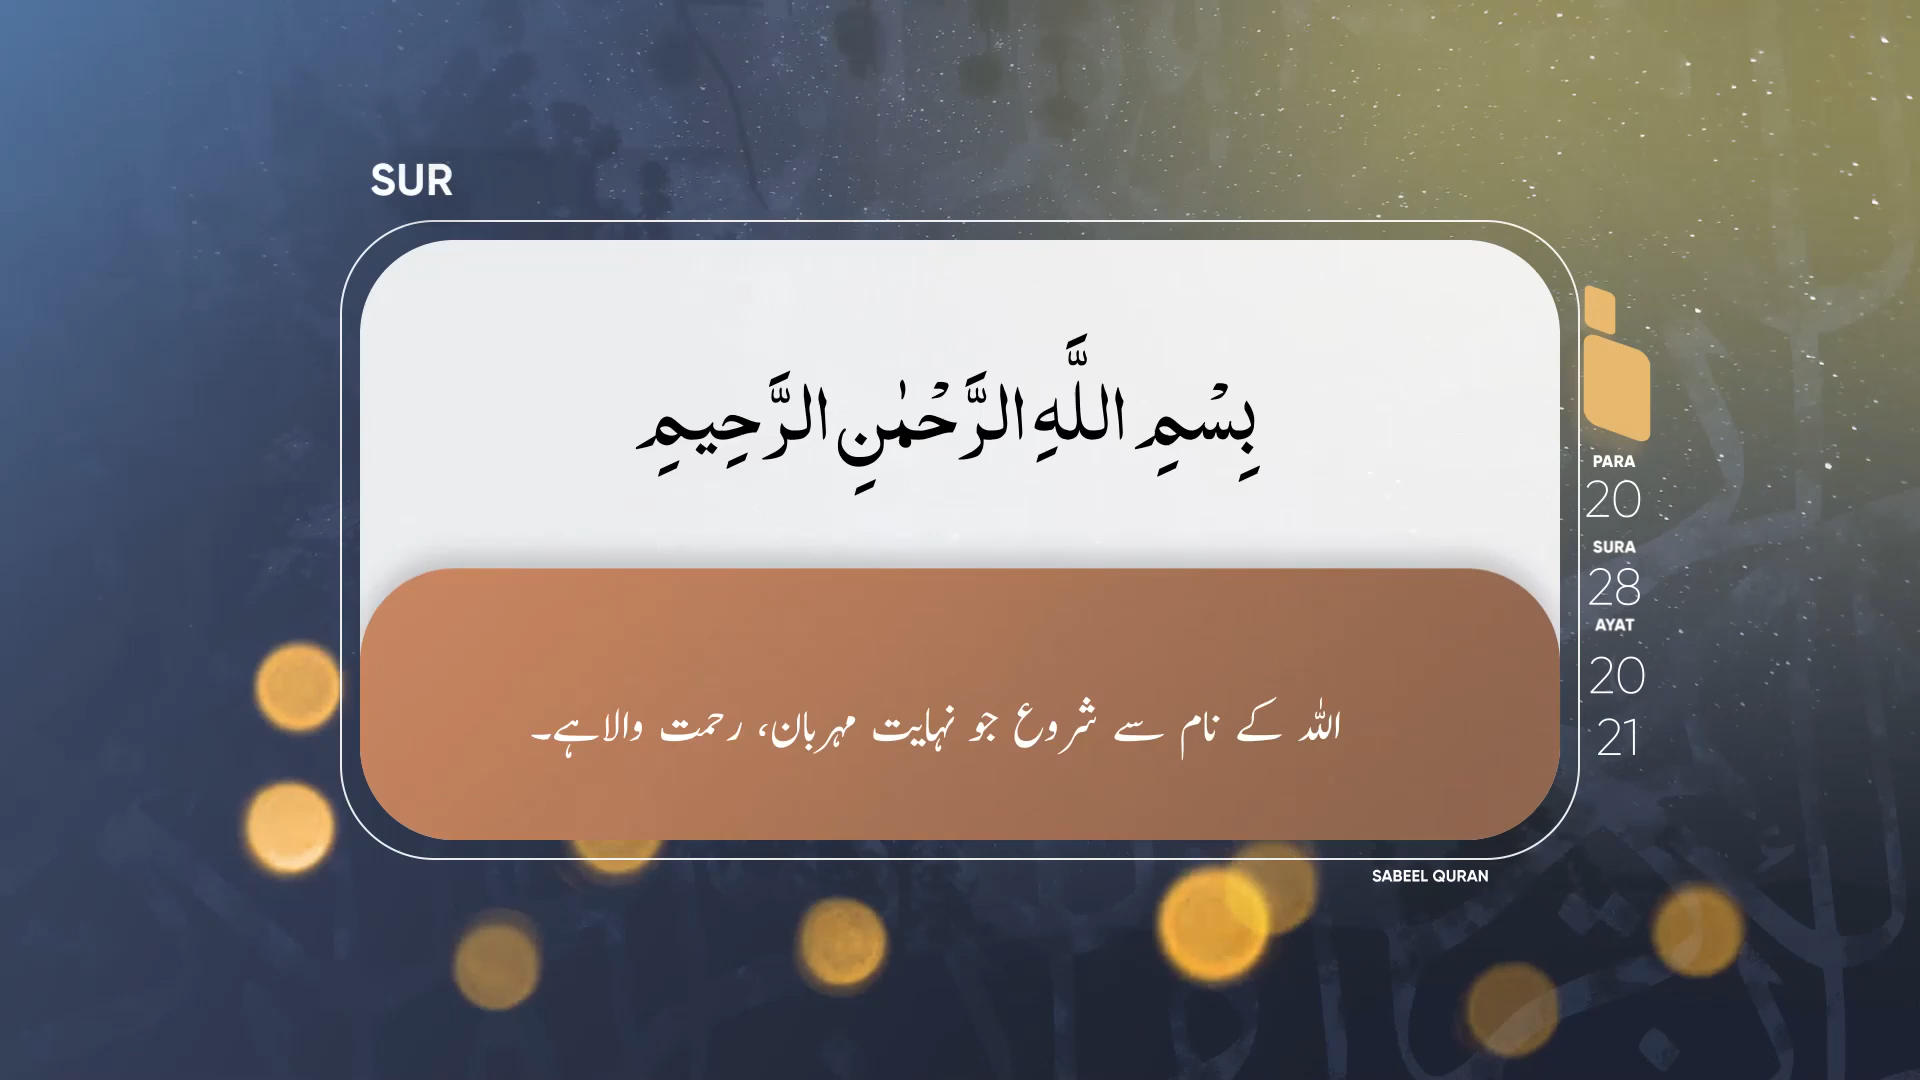 SUR
بِسْمِ اللَّهِ الرَّحْمٰنِ الرَّحِيمِ
اللہ کے نام سے شروع جو نہایت مہربان، رحمت والا ہے۔
PARA
20
SURA
28
AYAT
20
21
SABEEL QURAN